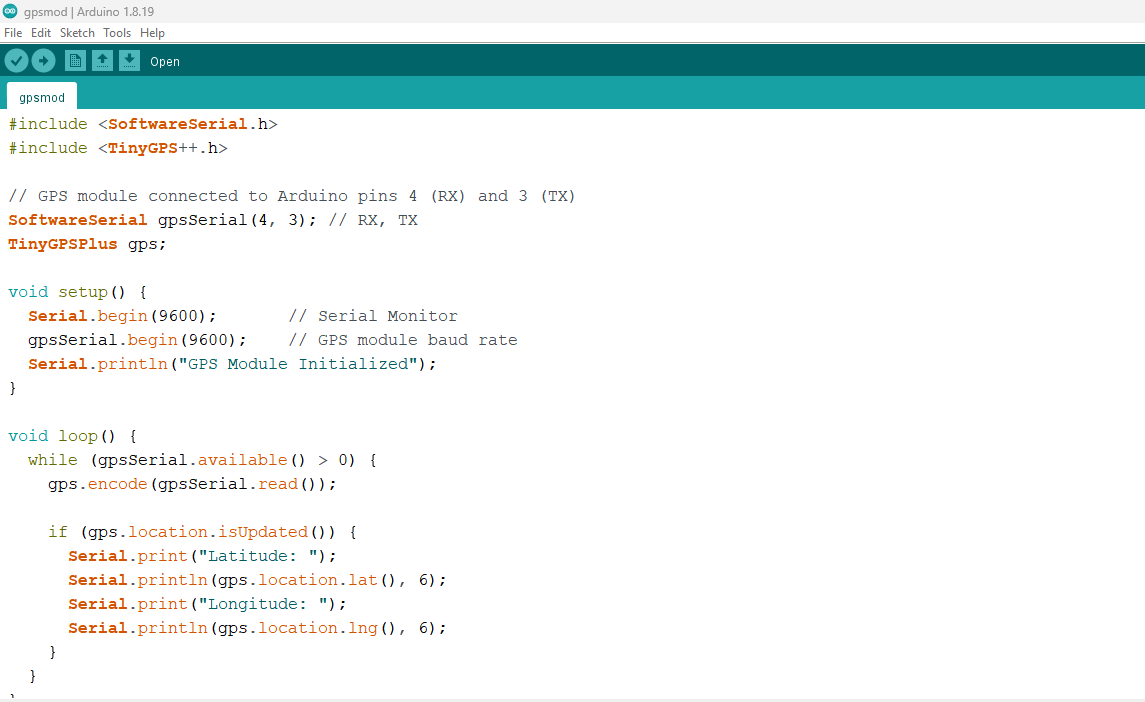 gpsmod | Arduino 1.8.19
File Edit Sketch Tools Help
Open
gpsmod
#include <SoftwareSerial.h>
#include <TinyGPS++.h>

// GPS module connected to Arduino pins 4 (RX) and 3 (TX)
SoftwareSerial gpsSerial(4, 3); // RX, TX
TinyGPSPlus gps;

void setup() {
  Serial.begin(9600);       // Serial Monitor
  gpsSerial.begin(9600);    // GPS module baud rate
  Serial.println("GPS Module Initialized");
}

void loop() {
  while (gpsSerial.available() > 0) {
    gps.encode(gpsSerial.read());

    if (gps.location.isUpdated()) {
      Serial.print("Latitude: ");
      Serial.println(gps.location.lat(), 6);
      Serial.print("Longitude: ");
      Serial.println(gps.location.lng(), 6);
    }
  }